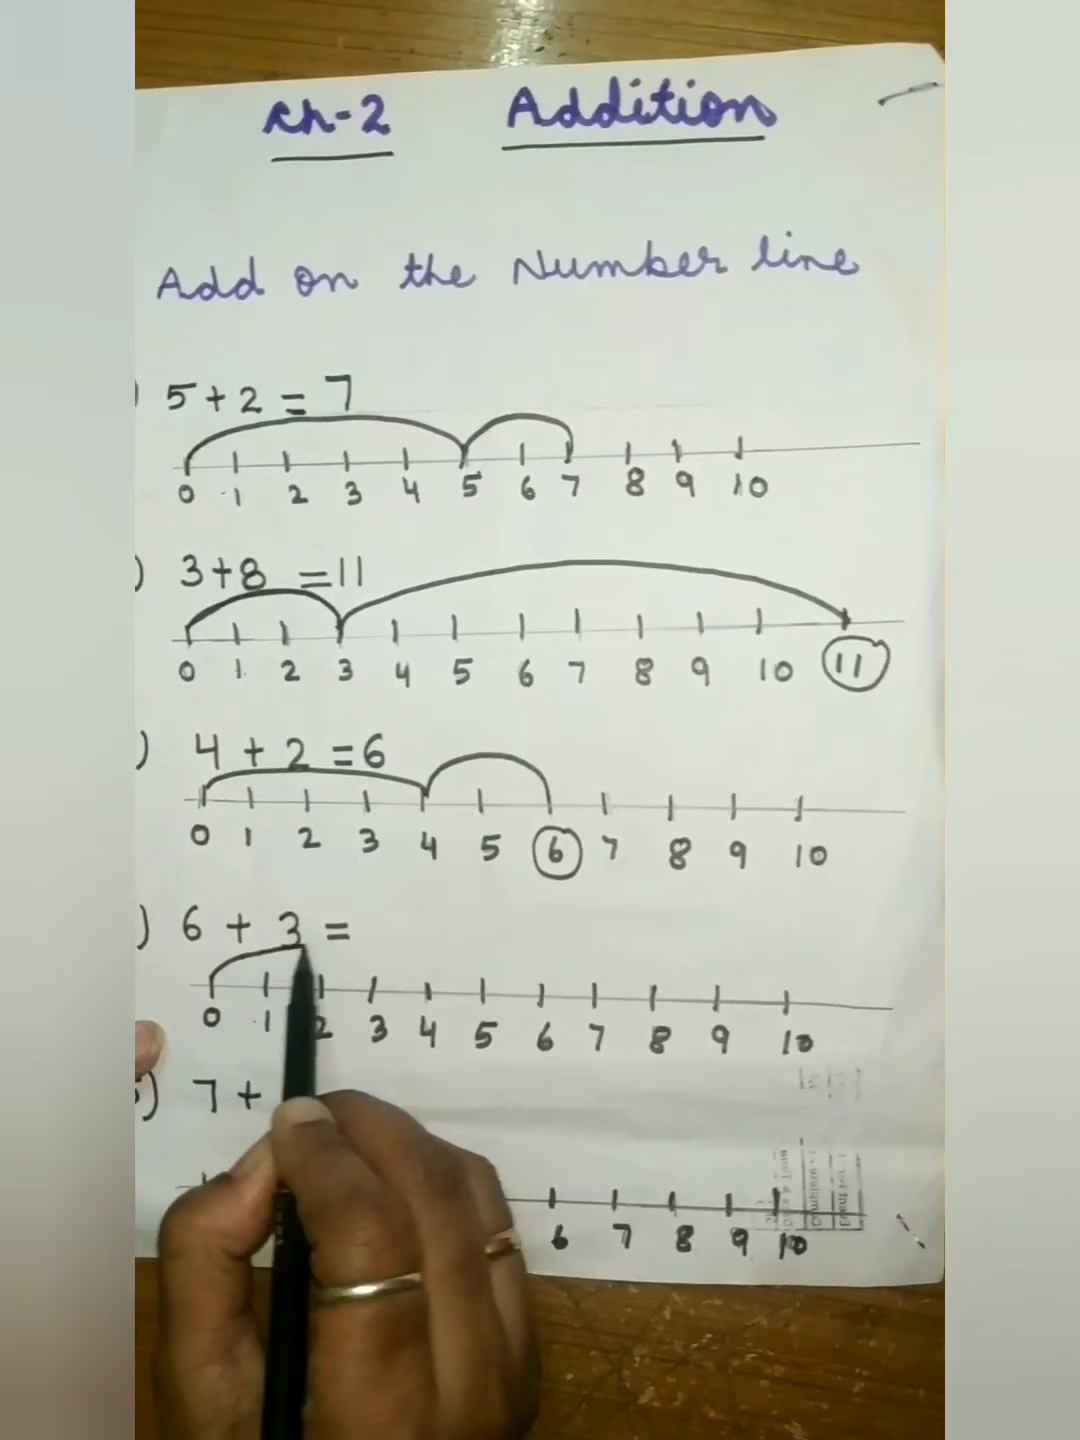 Ch-2 Addition
Add on the Number line
) 5+2 = 7
0 1 2 3 4 5 6 7 8 9 10
) 3+8 =11
0 1 2 3 4 5 6 7 8 9 10 11
) 4 + 2 =6
0 1 2 3 4 5 6 7 8 9 10
) 6 + 3 =
0 1 2 3 4 5 6 7 8 9 10
) 7 +
6 7 8 9 10